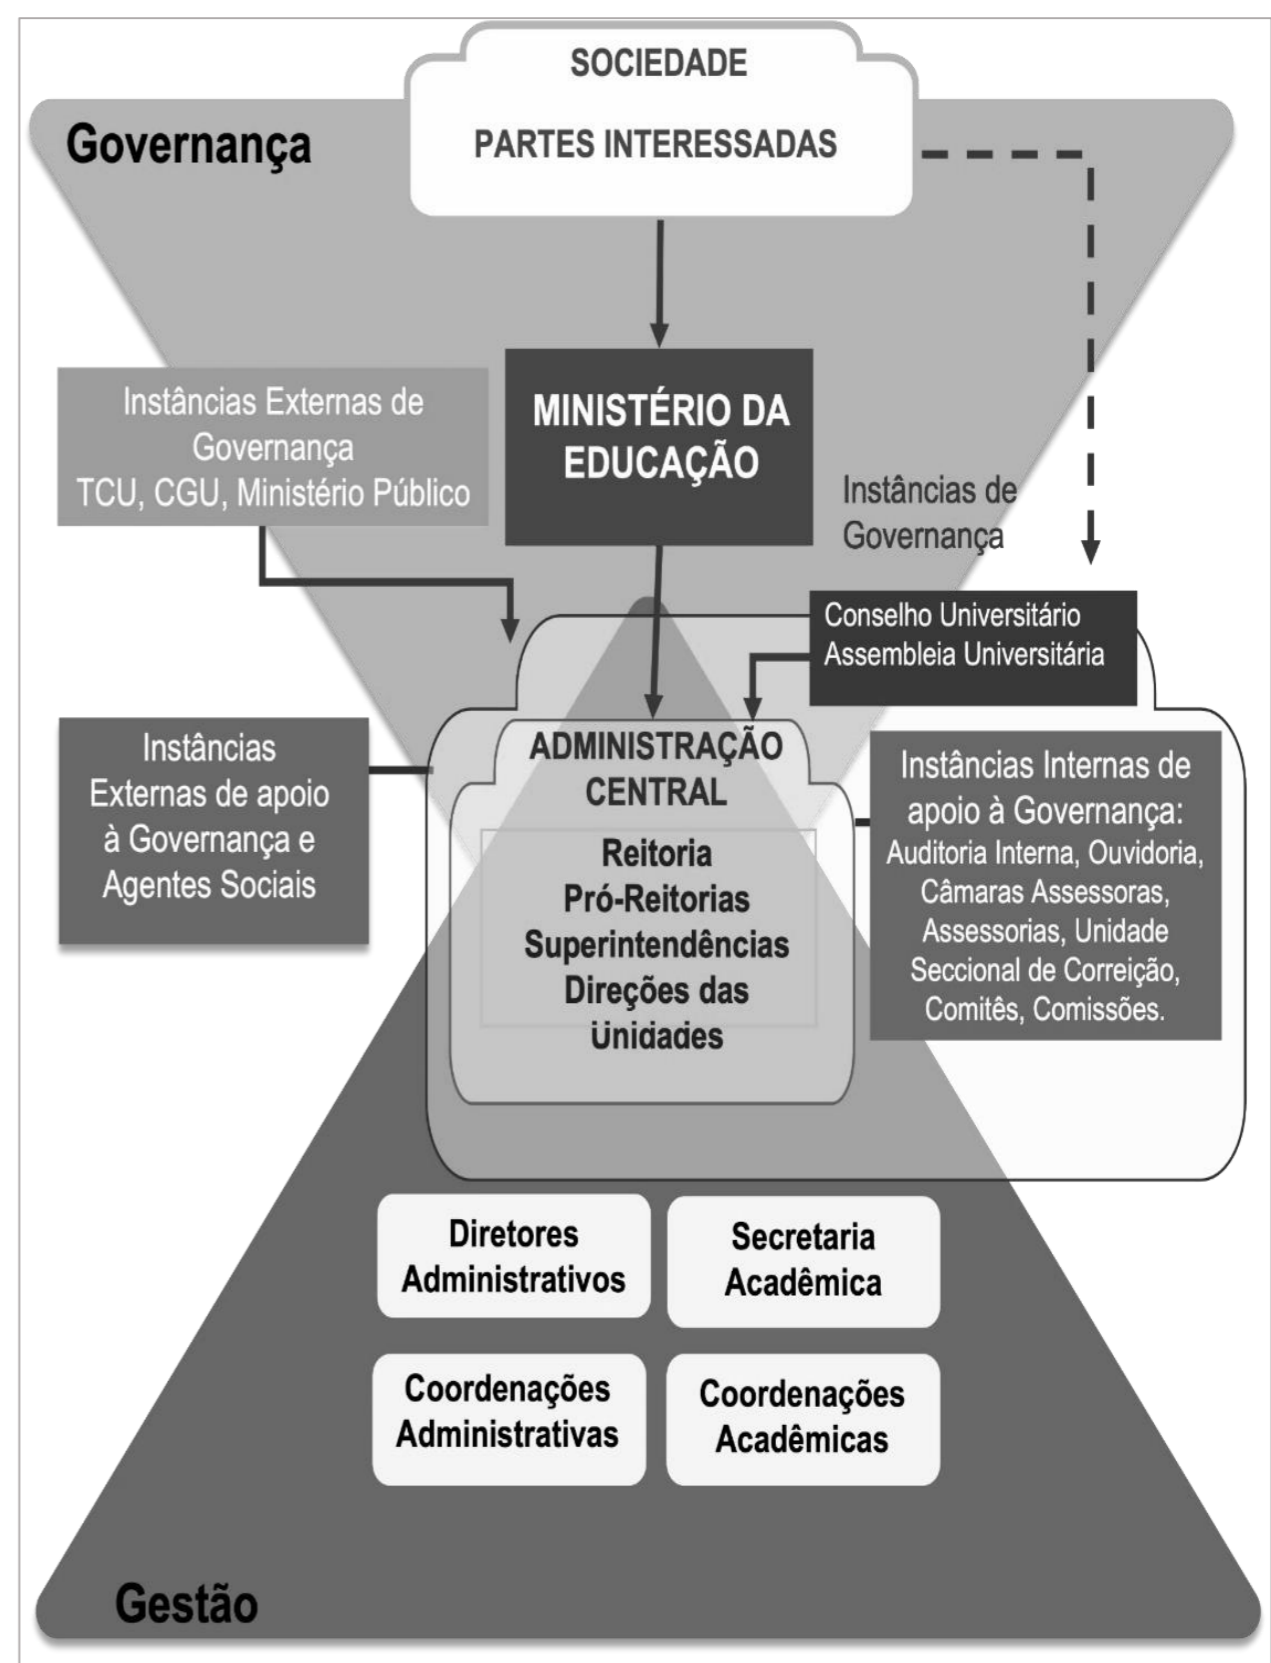 SOCIEDADE
PARTES INTERESSADAS
Governança
MINISTÉRIO DA
EDUCAÇÃO
Instâncias Externas de
Governança
TCU, CGU, Ministério Público
Instâncias de
Governança
Conselho Universitário
Assembleia Universitária
Instâncias
Externas de apoio
à Governança e
Agentes Sociais
ADMINISTRAÇÃO
CENTRAL
Reitoria
Pró-Reitorias
Superintendências
Direções das
Unidades
Instâncias Internas de
apoio à Governança:
Auditoria Interna, Ouvidoria,
Câmaras Assessoras,
Assessorias, Unidade
Seccional de Correição,
Comitês, Comissões.
Diretores
Administrativos
Secretaria
Acadêmica
Coordenações
Administrativas
Coordenações
Acadêmicas
Gestão